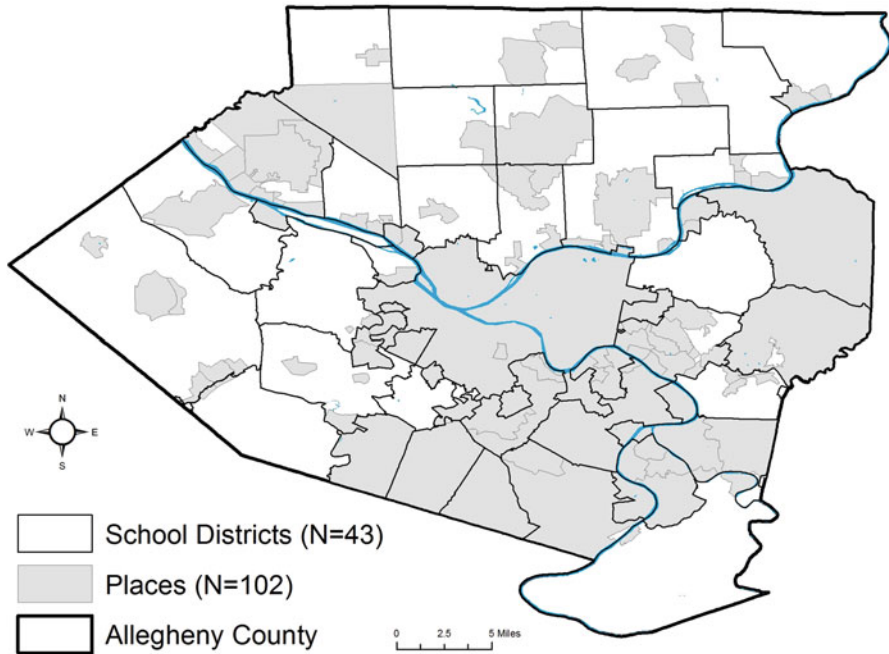 N
W E
S
School Districts (N=43)
Places (N=102)
Allegheny County
0 2.5 5 Miles